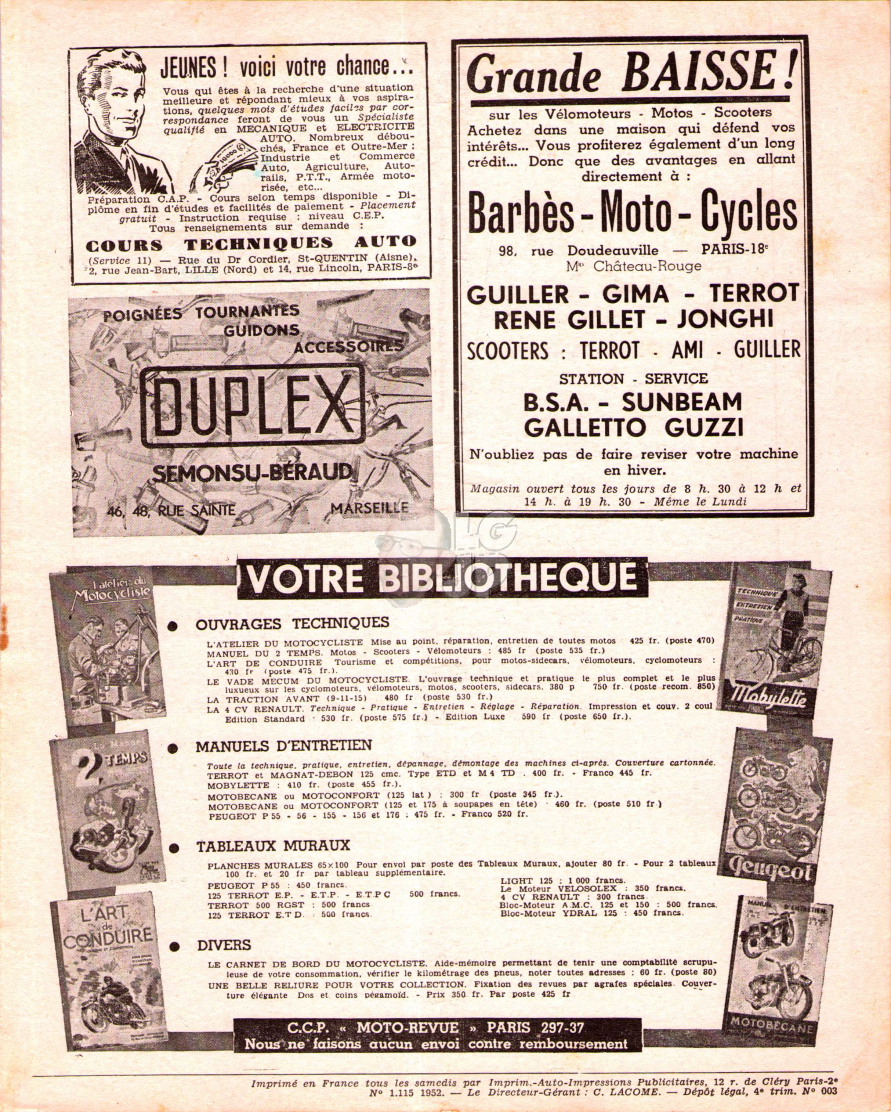 JEUNES ! voici votre chance...
Vous qui êtes à la recherche d'une situation
meilleure et répondant mieux à vos aspira-
tions, quelques mois d'études faciles par cor-
respondance feront de vous un Spécialiste
qualifié en MECANIQUE et ELECTRICITE
AUTO. Nombreux débou-
chés, France et Outre-Mer :
Industrie et Commerce
Auto, Agriculture, Auto-
rails, P.T.T., Armée moto-
risée, etc...
Préparation C.A.P. - Cours selon temps disponible - Di-
plôme en fin d'études et facilités de paiement - Placement
gratuit - Instruction requise : niveau C.E.P.
Tous renseignements sur demande :
COURS TECHNIQUES AUTO
(Service 11) — Rue du Dr Cordier, St-QUENTIN (Aisne),
2, rue Jean-Bart, LILLE (Nord) et 14, rue Lincoln, PARIS-8e
POIGNÉES TOURNANTES
GUIDONS
ACCESSOIRES
DUPLEX
SEMONSU-BÉRAUD
46, 48, RUE SAINTE MARSEILLE
Grande BAISSE !
sur les Vélomoteurs - Motos - Scooters
Achetez dans une maison qui défend vos
intérêts... Vous profiterez également d'un long
crédit... Donc que des avantages en allant
directement à :
Barbès - Moto - Cycles
98, rue Doudeauville — PARIS-18e
Mo Château-Rouge
GUILLER - GIMA - TERROT
RENE GILLET - JONGHI
SCOOTERS : TERROT - AMI - GUILLER
STATION - SERVICE
B.S.A. - SUNBEAM
GALLETTO GUZZI
N'oubliez pas de faire reviser votre machine
en hiver.
Magasin ouvert tous les jours de 8 h. 30 à 12 h et
14 h. à 19 h. 30 - Même le Lundi
LG
VOTRE BIBLIOTHEQUE
l'atelier du
Motocycliste
2 TEMPS
L'ART
de
CONDUIRE
TECHNIQUE
ENTRETIEN
PRATIQUE
Mobylette
Peugeot
MANUEL D'ENTRETIEN
MOTOBECANE
● OUVRAGES TECHNIQUES
L'ATELIER DU MOTOCYCLISTE Mise au point, réparation, entretien de toutes motos 425 fr. (poste 470)
MANUEL DU 2 TEMPS. Motos - Scooters - Vélomoteurs : 485 fr (poste 535 fr.)
L'ART DE CONDUIRE Tourisme et compétitions, pour motos-sidecars, vélomoteurs, cyclomoteurs :
430 fr (poste 475 fr.).
LE VADE MECUM DU MOTOCYCLISTE. L'ouvrage technique et pratique le plus complet et le plus
luxueux sur les cyclomoteurs, vélomoteurs, motos, scooters, sidecars. 380 p 750 fr. (poste recom. 850)
LA TRACTION AVANT (9-11-15) 480 fr (poste 530 fr.)
LA 4 CV RENAULT. Technique - Pratique - Entretien - Réglage - Réparation. Impression et couv. 2 coul
Edition Standard 530 fr. (poste 575 fr.) - Edition Luxe 590 fr (poste 650 fr.).
● MANUELS D'ENTRETIEN
Toute la technique, pratique, entretien, dépannage, démontage des machines ci-après. Couverture cartonnée.
TERROT et MAGNAT-DEBON 125 cmc. Type ETD et M 4 TD . 400 fr. - Franco 445 fr.
MOBYLETTE : 410 fr. (poste 455 fr.).
MOTOBECANE ou MOTOCONFORT (125 lat) : 300 fr (poste 345 fr.).
MOTOBECANE ou MOTOCONFORT (125 et 175 à soupapes en tête) 460 fr. (poste 510 fr)
PEUGEOT P 55 - 56 - 155 - 156 et 176 : 475 fr. - Franco 520 fr.
● TABLEAUX MURAUX
PLANCHES MURALES 65×100 Pour envoi par poste des Tableaux Muraux, ajouter 80 fr. - Pour 2 tableaux
100 fr. et 20 fr par tableau supplémentaire.
PEUGEOT P 55 : 450 francs.
125 TERROT E.P. - E.T.P. - E.T.P C 500 francs.
TERROT 500 RGST : 500 francs
125 TERROT E.T D. : 500 francs.
LIGHT 125 : 1 000 francs.
Le Moteur VELOSOLEX : 350 francs.
4 CV RENAULT : 300 francs
Bloc-Moteur A.M.C. 125 et 150 : 500 francs.
Bloc-Moteur YDRAL 125 : 450 francs.
● DIVERS
LE CARNET DE BORD DU MOTOCYCLISTE. Aide-mémoire permettant de tenir une comptabilité scrupu-
leuse de votre consommation, vérifier le kilométrage des pneus, noter toutes adresses : 60 fr. (poste 80)
UNE BELLE RELIURE POUR VOTRE COLLECTION. Fixation des revues par agrafes spéciales. Couver-
ture élégante Dos et coins pégamoïd. - Prix 350 fr. Par poste 425 fr
C.C.P. « MOTO-REVUE » PARIS 297-37
Nous ne faisons aucun envoi contre remboursement
Imprimé en France tous les samedis par Imprim.-Auto-Impressions Publicitaires, 12 r. de Cléry Paris-2e
No 1.115 1952. — Le Directeur-Gérant : C. LACOME. — Dépôt légal, 4e trim. No 003